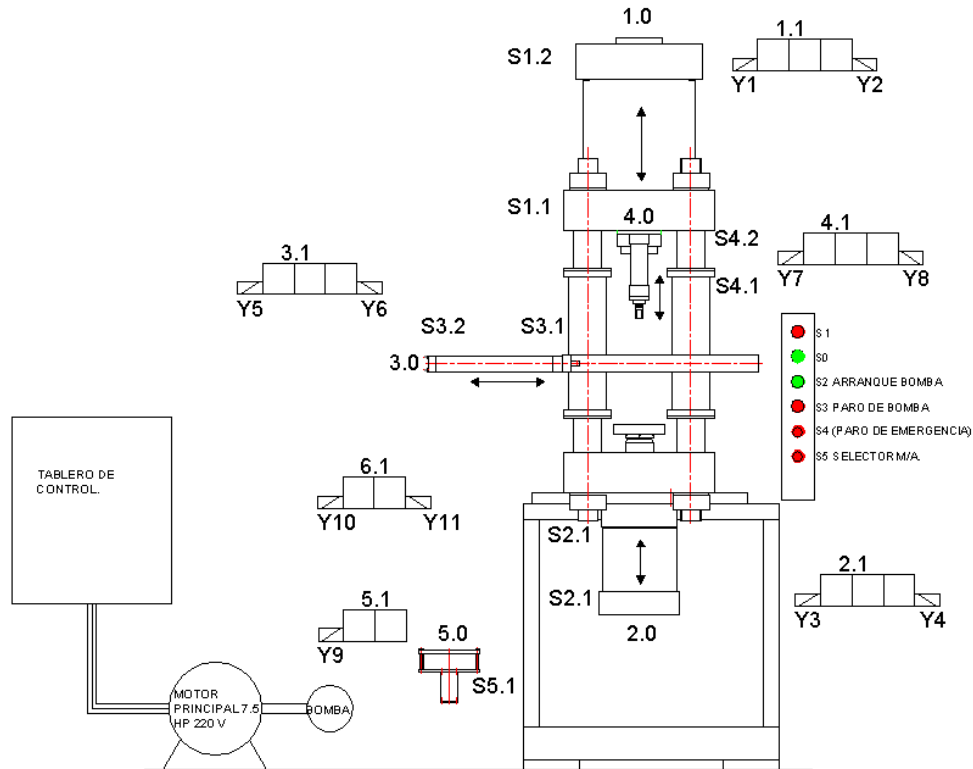 1.0
S1.2
1.1
Y1 Y2
S1.1
4.0
S4.2
4.1
Y7 Y8
S4.1
3.1
Y5 Y6
S3.2 S3.1
3.0
S1
S0
S2 ARRANQUE BOMBA
S3 PARO DE BOMBA
S4 (PARO DE EMERGENCIA)
S5 SELECTOR M/A.
TABLERO DE
CONTROL.
6.1
Y10 Y11
S2.1
S2.1
2.0
2.1
Y3 Y4
5.1
Y9
5.0
S5.1
MOTOR
PRINCIPAL 7.5
HP 220 V
BOMBA